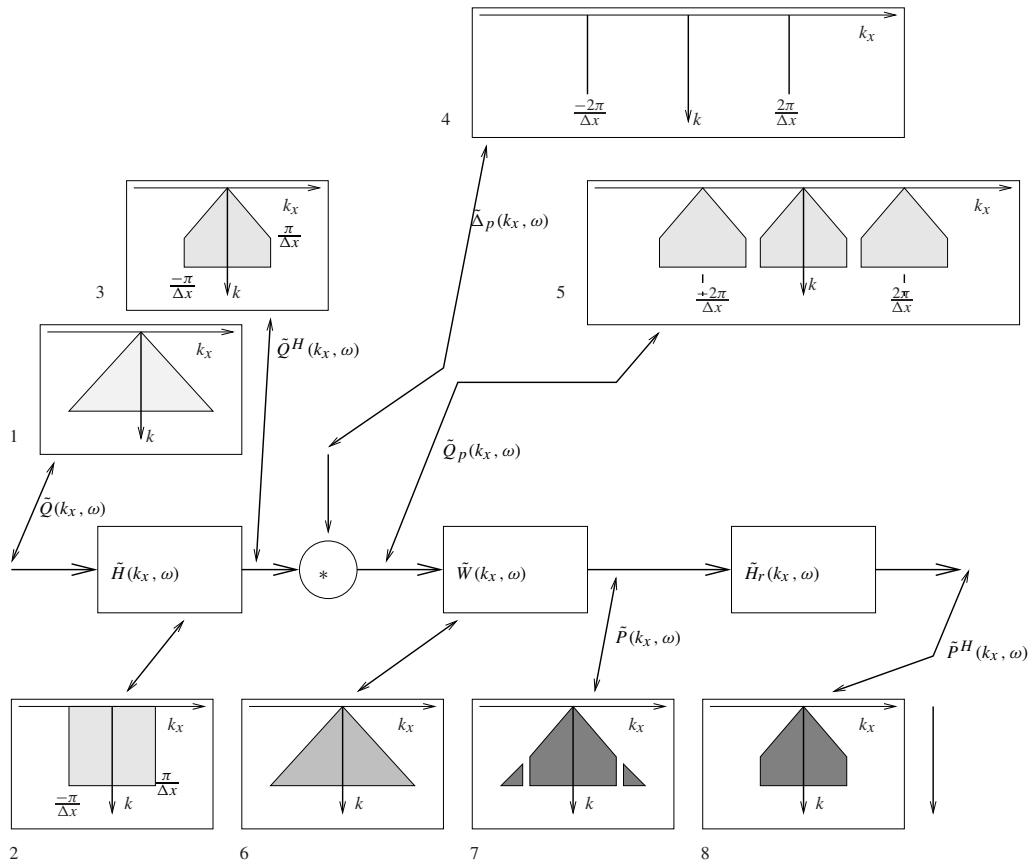 k_x
4
−2π/Δx
k
2π/Δx
k_x
π/Δx
−π/Δx
k
3
Δ̃_p(k_x, ω)
k_x
5
−2π/Δx
k
2π/Δx
k_x
k
1
Q̃^H(k_x, ω)
Q̃(k_x, ω)
Q̃_p(k_x, ω)
H̃(k_x, ω)
*
W̃(k_x, ω)
H̃_r(k_x, ω)
P̃(k_x, ω)
P̃^H(k_x, ω)
k_x
π/Δx
−π/Δx
k
k_x
k
k_x
k
k_x
k
2
6
7
8